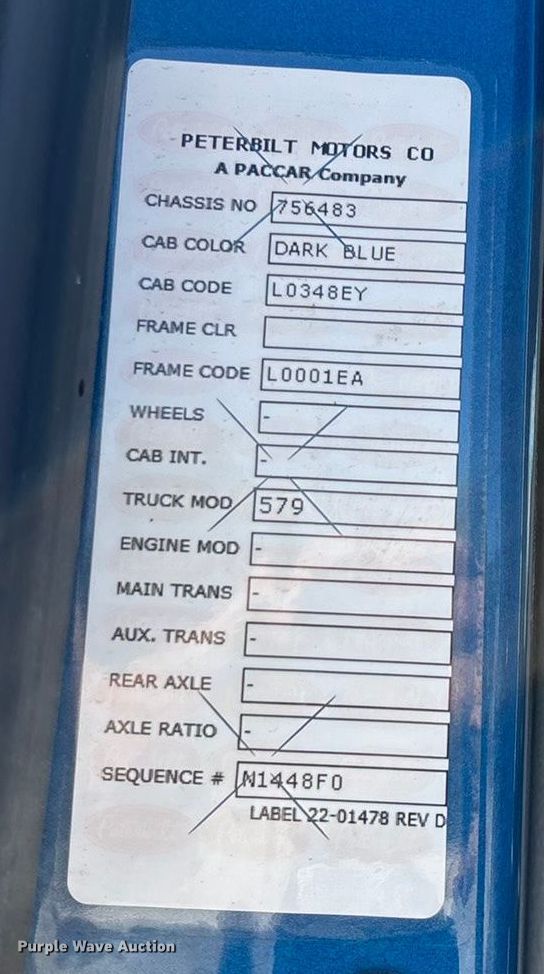 PETERBILT MOTORS CO
A PACCAR Company
CHASSIS NO 756483
CAB COLOR DARK BLUE
CAB CODE L0348EY
FRAME CLR
FRAME CODE L0001EA
WHEELS -
CAB INT. -
TRUCK MOD 579
ENGINE MOD -
MAIN TRANS -
AUX. TRANS -
REAR AXLE -
AXLE RATIO -
SEQUENCE # N1448F0
LABEL 22-01478 REV D
Purple Wave Auction